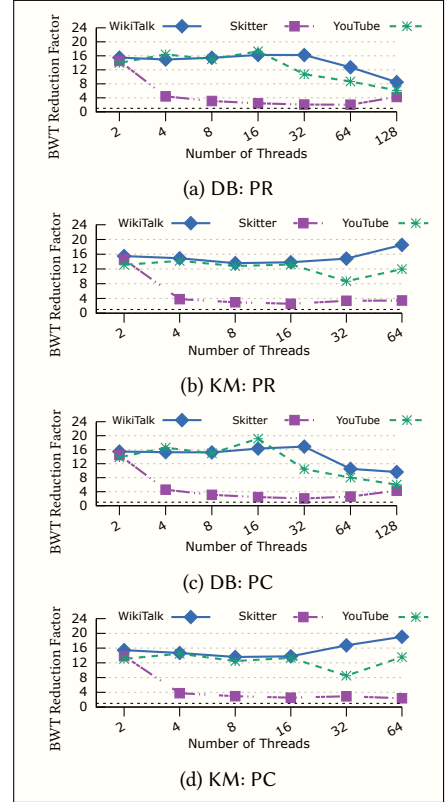 BWT Reduction Factor
WikiTalk Skitter YouTube
24
20
16
12
8
4
0
2 4 8 16 32 64 128
Number of Threads
(a) DB: PR
BWT Reduction Factor
WikiTalk Skitter YouTube
24
20
16
12
8
4
0
2 4 8 16 32 64
Number of Threads
(b) KM: PR
BWT Reduction Factor
WikiTalk Skitter YouTube
24
20
16
12
8
4
0
2 4 8 16 32 64 128
Number of Threads
(c) DB: PC
BWT Reduction Factor
WikiTalk Skitter YouTube
24
20
16
12
8
4
0
2 4 8 16 32 64
Number of Threads
(d) KM: PC